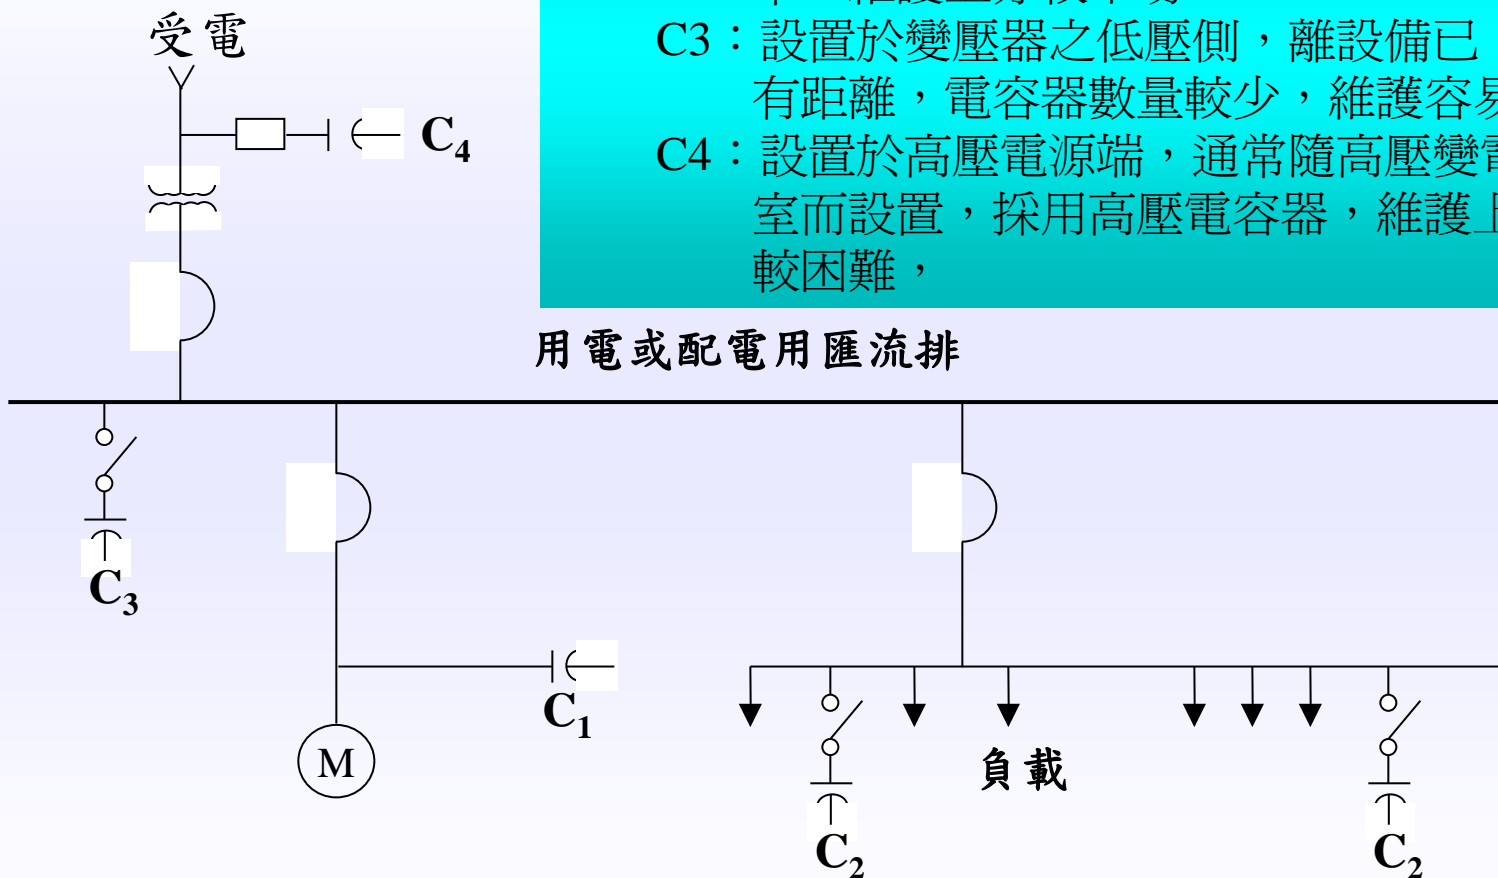 受電
C3：設置於變壓器之低壓側，離設備已
有距離，電容器數量較少，維護容易
C4：設置於高壓電源端，通常隨高壓變電
室而設置，採用高壓電容器，維護上
較困難，
C4
用電或配電用匯流排
C3
C1
M
負載
C2
C2